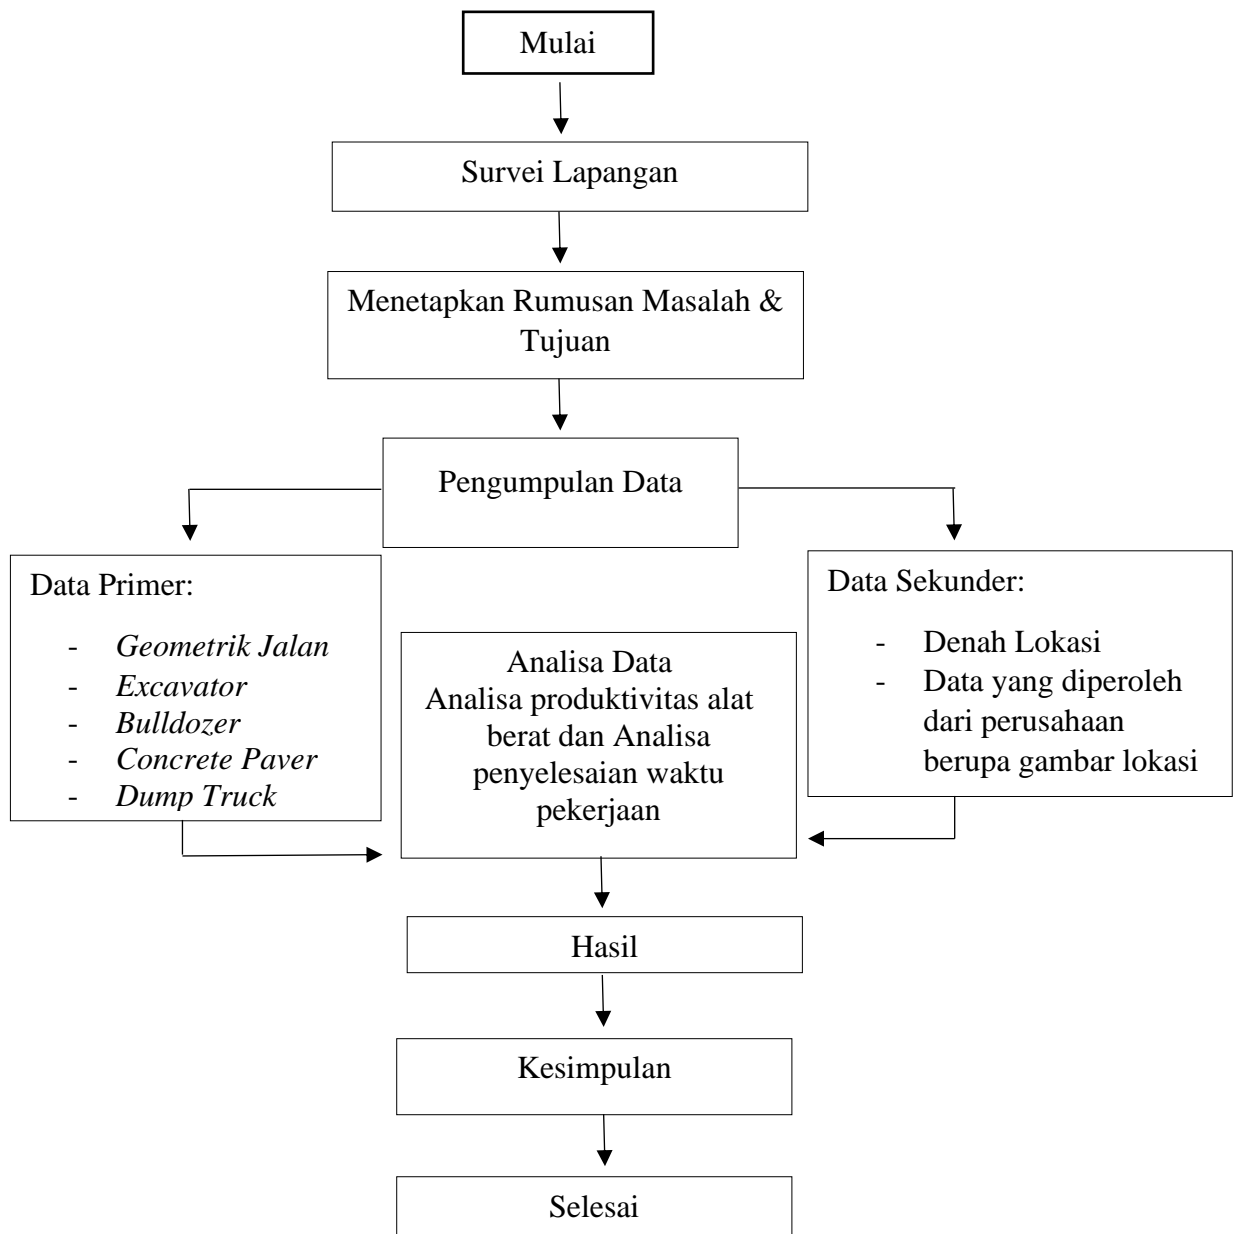 Mulai
Survei Lapangan
Menetapkan Rumusan Masalah &
Tujuan
Pengumpulan Data
Data Primer:
- Geometrik Jalan
- Excavator
- Bulldozer
- Concrete Paver
- Dump Truck
Analisa Data
Analisa produktivitas alat
berat dan Analisa
penyelesaian waktu
pekerjaan
Data Sekunder:
- Denah Lokasi
- Data yang diperoleh
dari perusahaan
berupa gambar lokasi
Hasil
Kesimpulan
Selesai